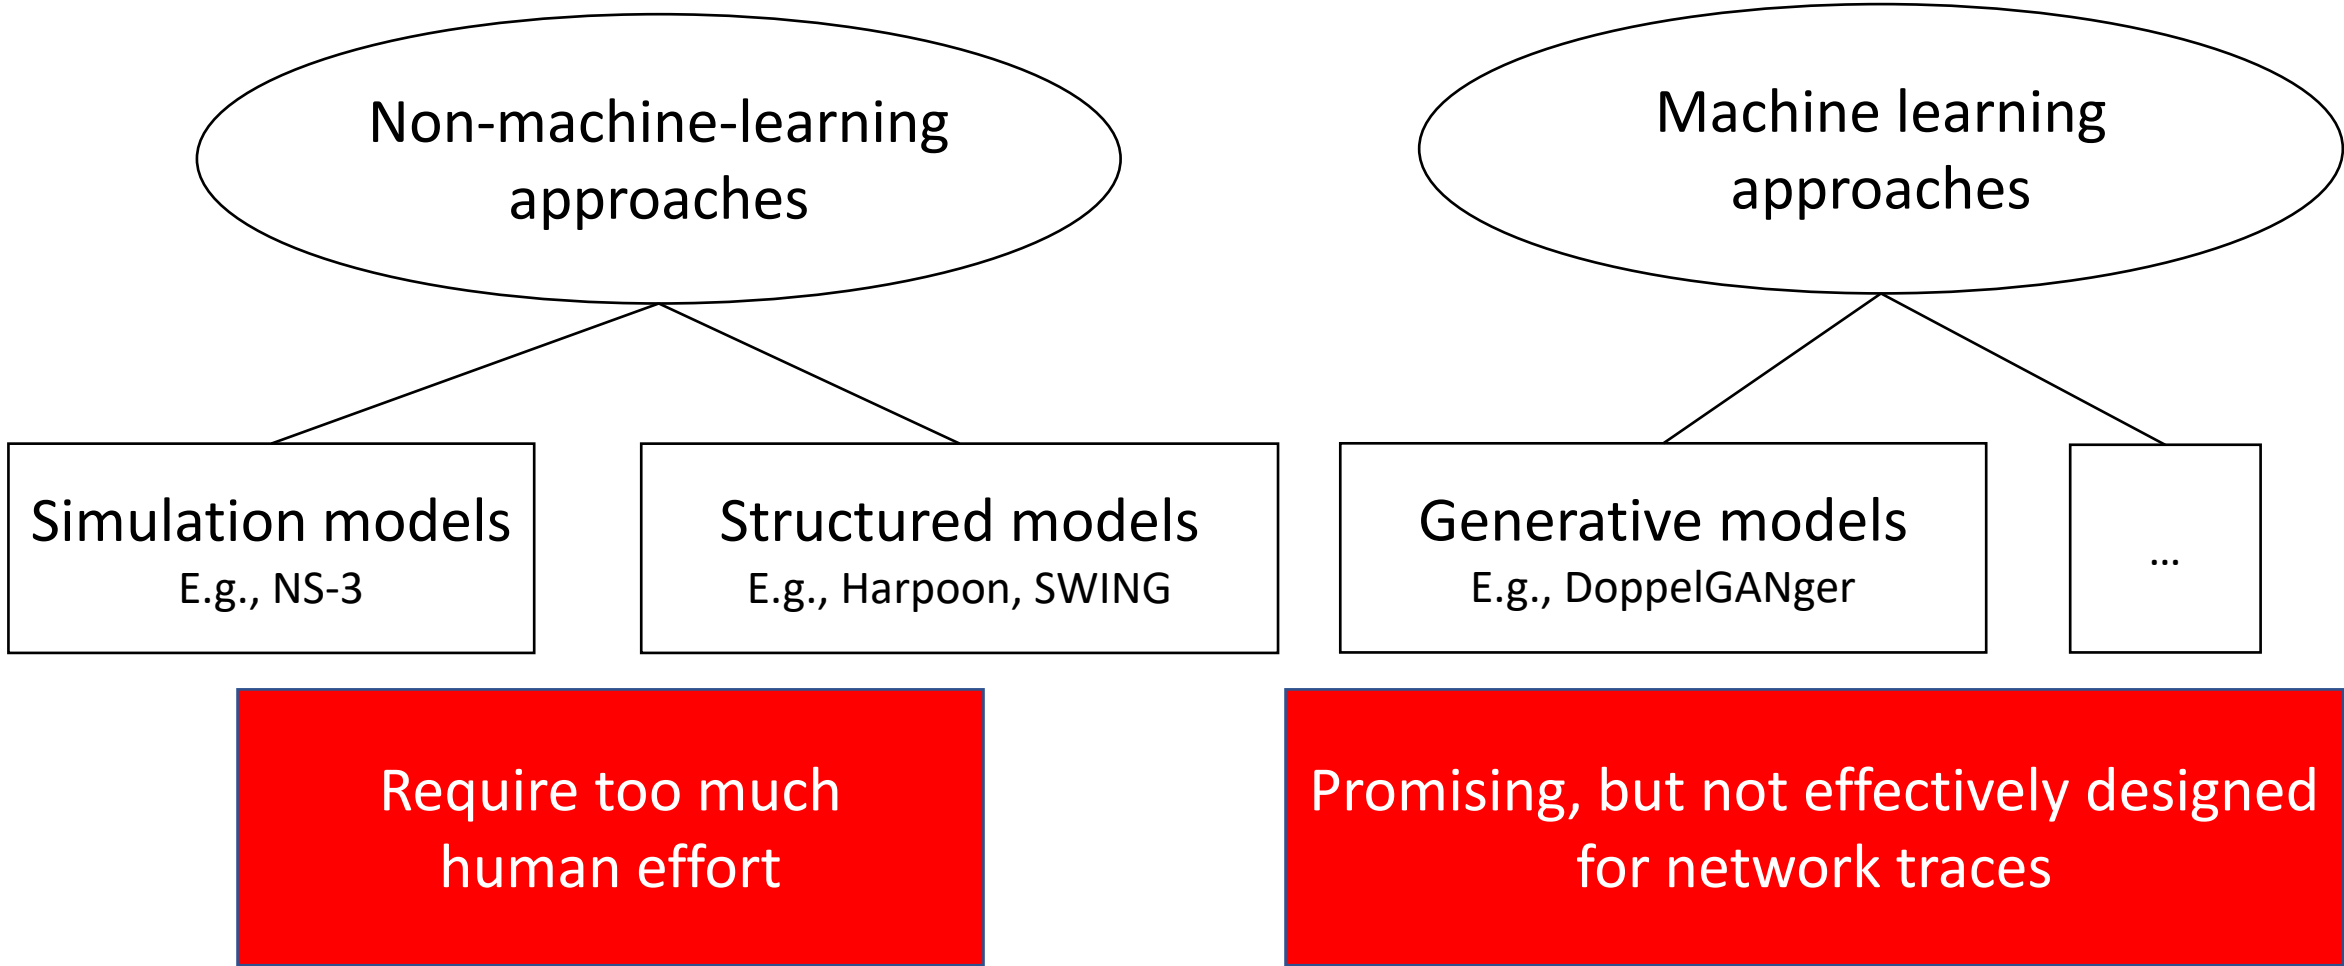 Non-machine-learning
approaches
Machine learning
approaches
Simulation models
E.g., NS-3
Structured models
E.g., Harpoon, SWING
Generative models
E.g., DoppelGANger
...
Require too much
human effort
Promising, but not effectively designed
for network traces